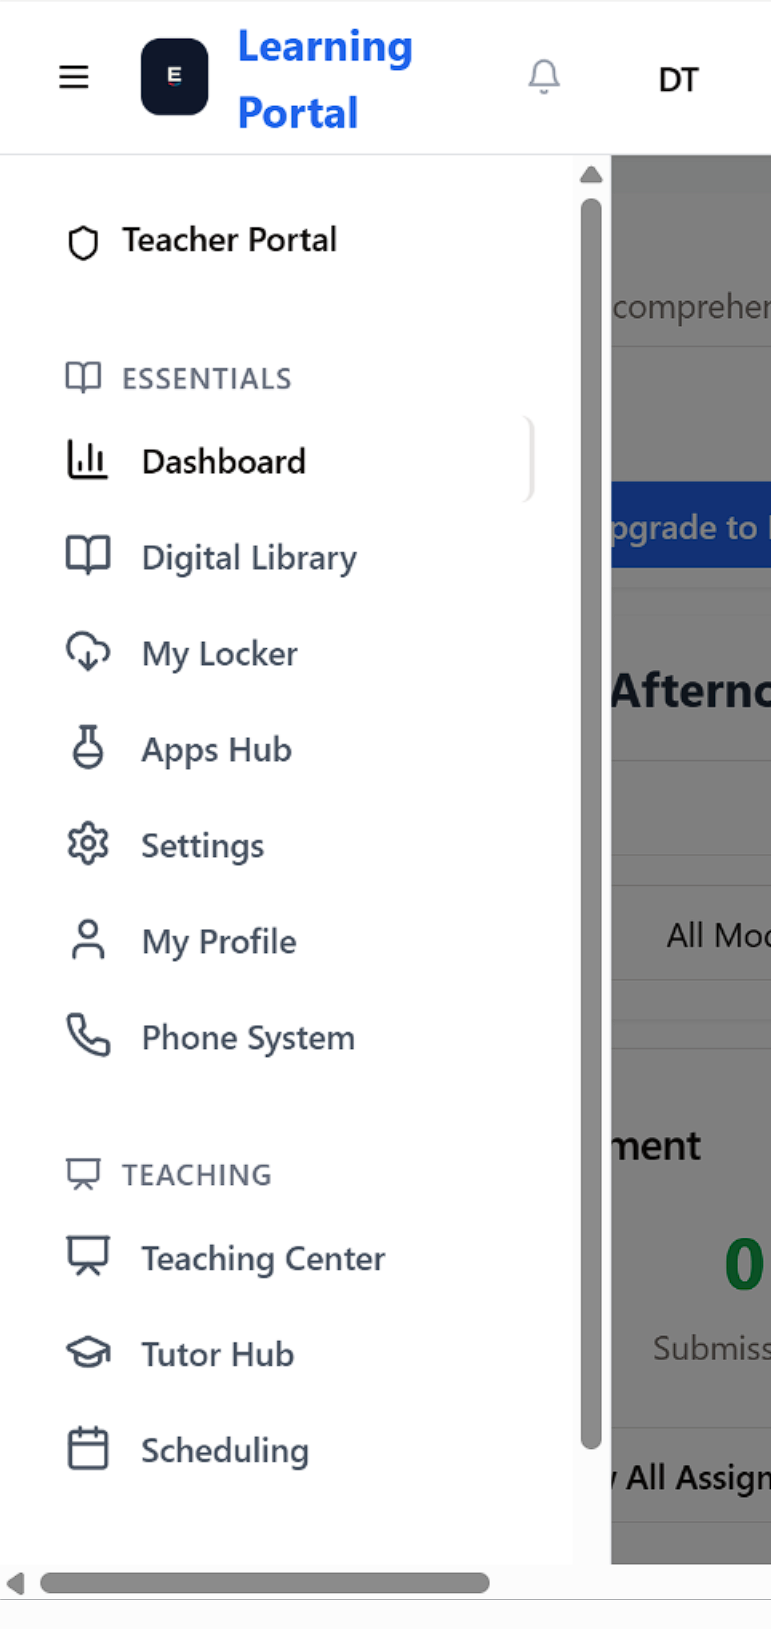 E
Learning
Portal
DT
Teacher Portal
ESSENTIALS
Dashboard
Digital Library
My Locker
Apps Hub
Settings
My Profile
Phone System
TEACHING
Teaching Center
Tutor Hub
Scheduling
comprehen
pgrade to
Afterno
All Mod
ment
0
Submiss
All Assign